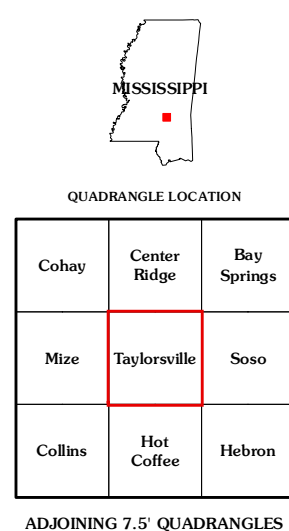 MISSISSIPPI
QUADRANGLE LOCATION
Cohay
Center
Ridge
Bay
Springs
Mize
Taylorsville
Soso
Collins
Hot
Coffee
Hebron
ADJOINING 7.5' QUADRANGLES